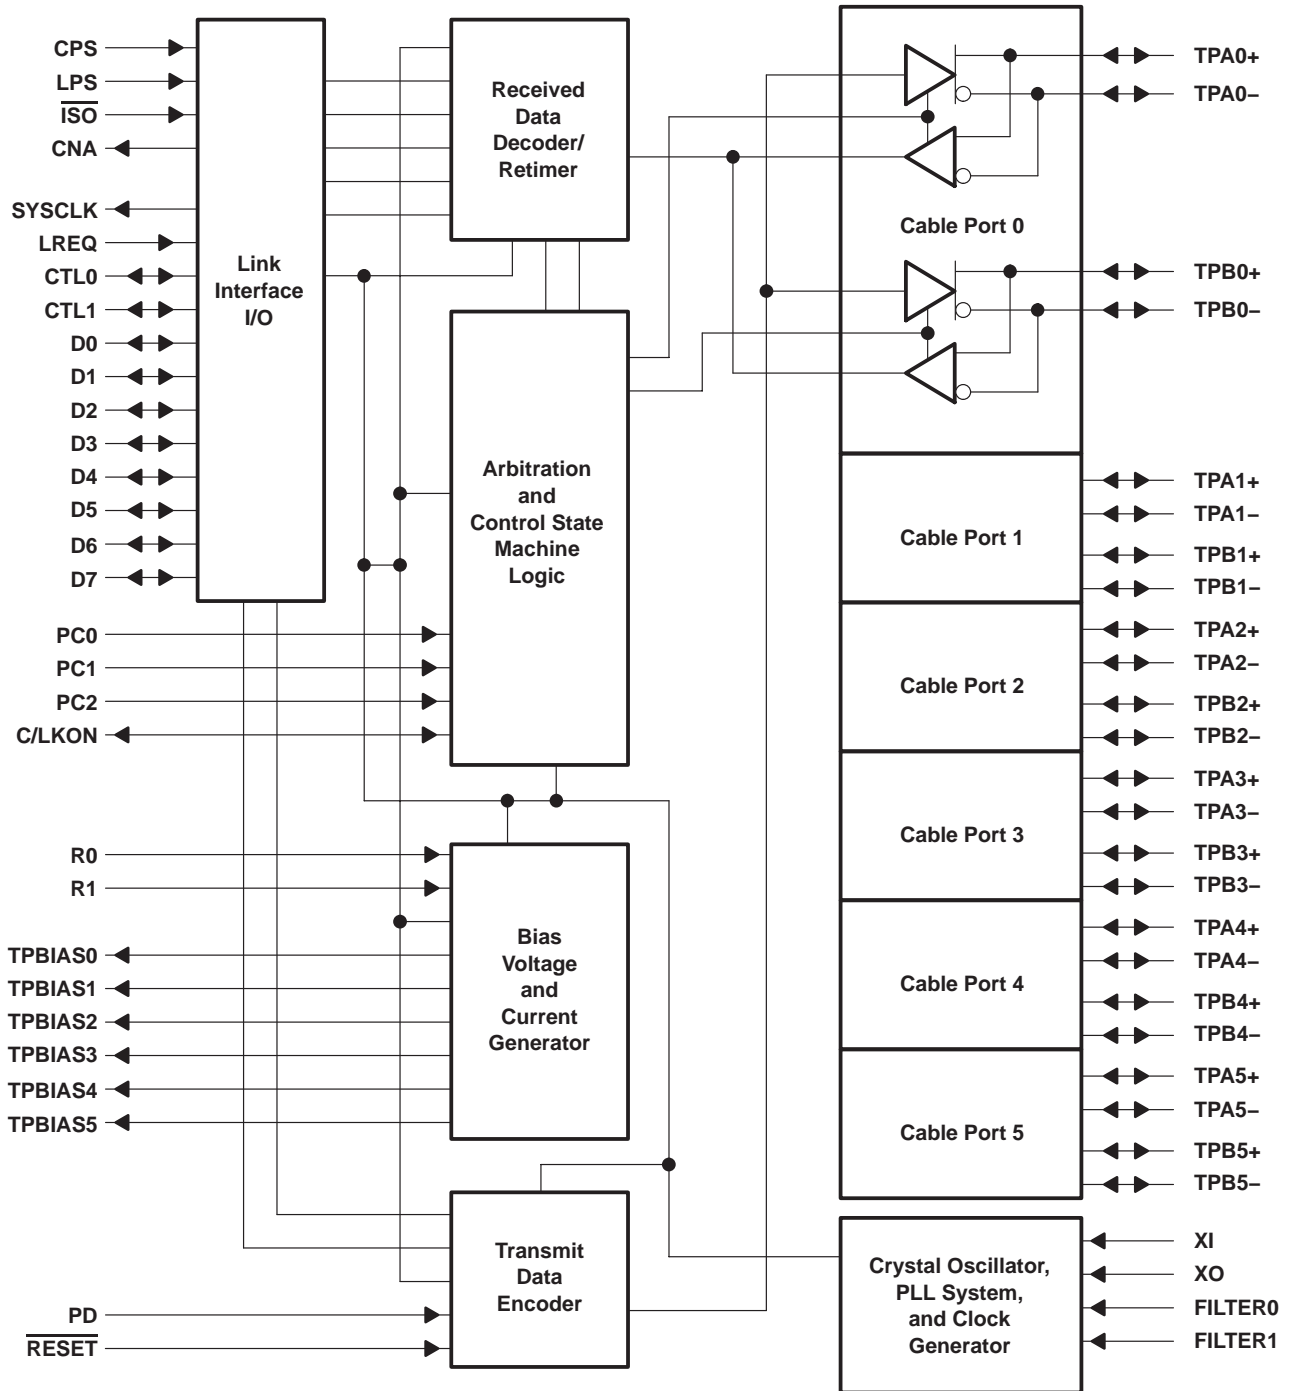 CPS
LPS
ISO
CNA
SYSCLK
LREQ
CTL0
CTL1
D0
D1
D2
D3
D4
D5
D6
D7
PC0
PC1
PC2
C/LKON
R0
R1
TPBIAS0
TPBIAS1
TPBIAS2
TPBIAS3
TPBIAS4
TPBIAS5
PD
RESET
Link
Interface
I/O
Received
Data
Decoder/
Retimer
Arbitration
and
Control State
Machine
Logic
Bias
Voltage
and
Current
Generator
Transmit
Data
Encoder
Cable Port 0
Cable Port 1
Cable Port 2
Cable Port 3
Cable Port 4
Cable Port 5
Crystal Oscillator,
PLL System,
and Clock
Generator
TPA0+
TPA0−
TPB0+
TPB0−
TPA1+
TPA1−
TPB1+
TPB1−
TPA2+
TPA2−
TPB2+
TPB2−
TPA3+
TPA3−
TPB3+
TPB3−
TPA4+
TPA4−
TPB4+
TPB4−
TPA5+
TPA5−
TPB5+
TPB5−
XI
XO
FILTER0
FILTER1